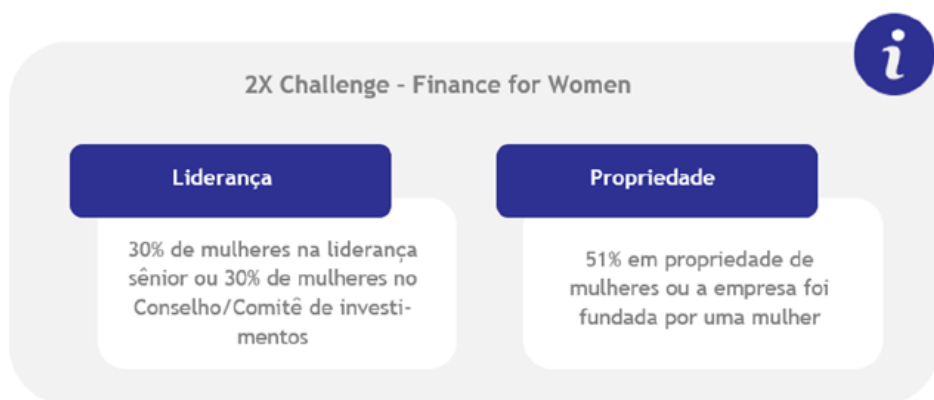 i
2X Challenge - Finance for Women
Liderança
30% de mulheres na liderança
sênior ou 30% de mulheres no
Conselho/Comitê de investi-
mentos
Propriedade
51% em propriedade de
mulheres ou a empresa foi
fundada por uma mulher